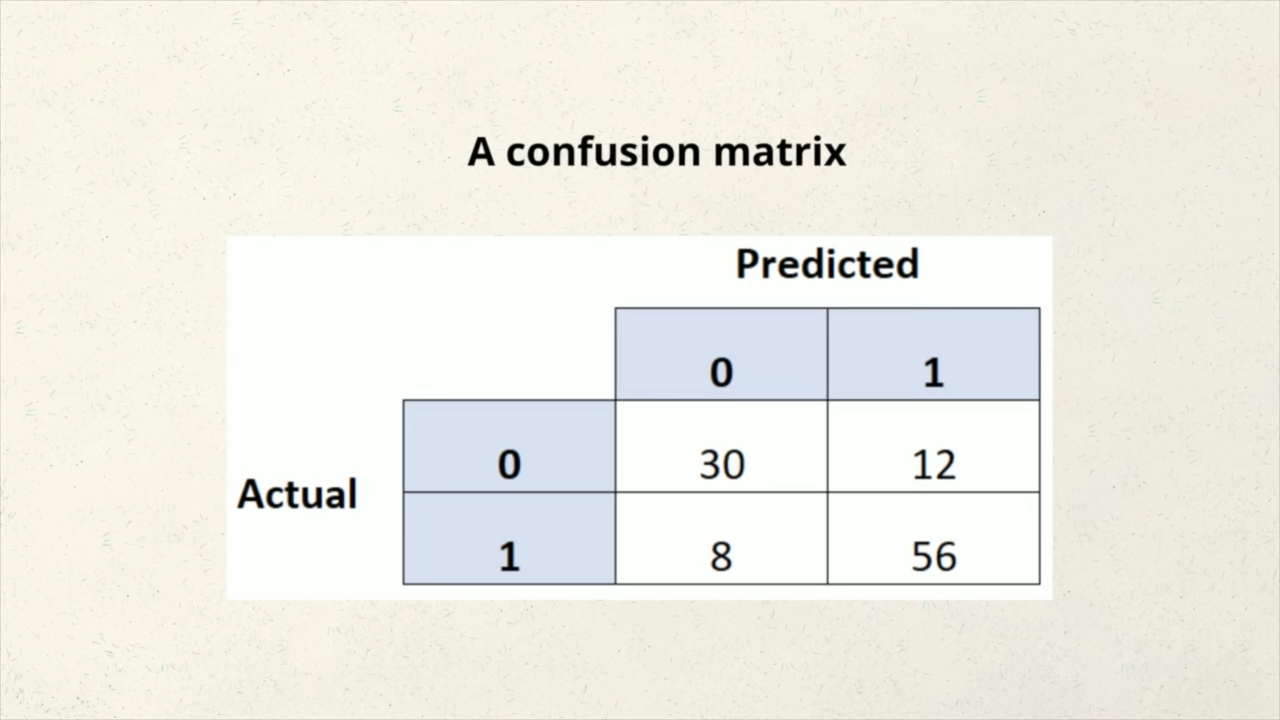 A confusion matrix
Predicted
0 1
0 30 12
Actual
1 8 56